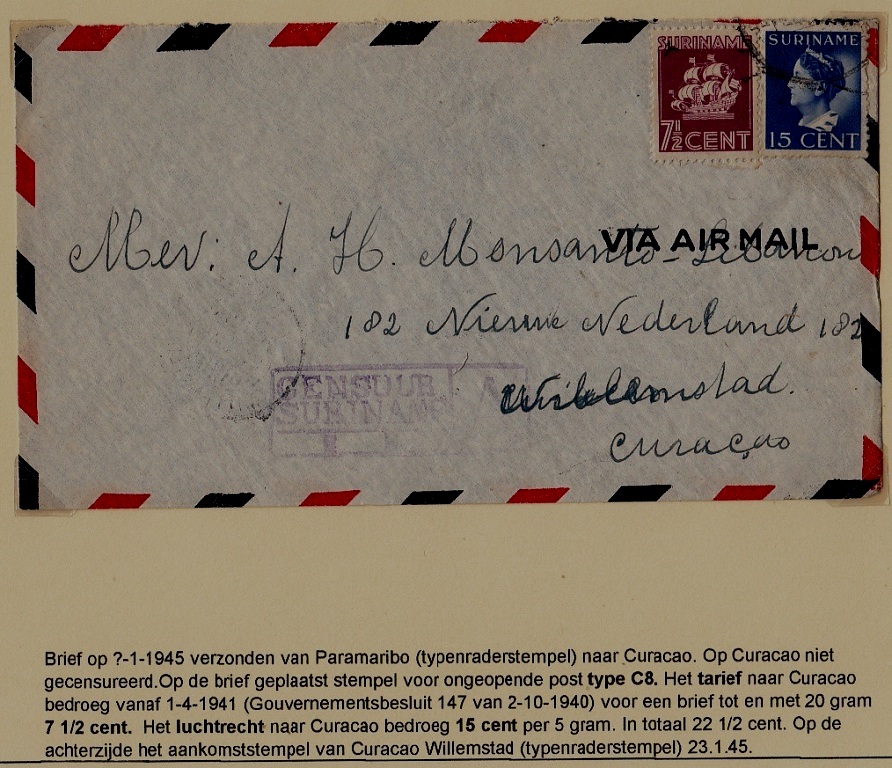 SURINAME
7 1/2 CENT
SURINAME
15 CENT
VIA AIR MAIL
Mev: A. H. Monsanto-
182 Nieuw Nederland 182
Willemstad.
Curaçao
CENSUUR A
SURINAME
Brief op ?-1-1945 verzonden van Paramaribo (typenraderstempel) naar Curacao. Op Curacao niet
gecensureerd.Op de brief geplaatst stempel voor ongeopende post type C8. Het tarief naar Curacao
bedroeg vanaf 1-4-1941 (Gouvernementsbesluit 147 van 2-10-1940) voor een brief tot en met 20 gram
7 1/2 cent. Het luchtrecht naar Curacao bedroeg 15 cent per 5 gram. In totaal 22 1/2 cent. Op de
achterzijde het aankomststempel van Curacao Willemstad (typenraderstempel) 23.1.45.